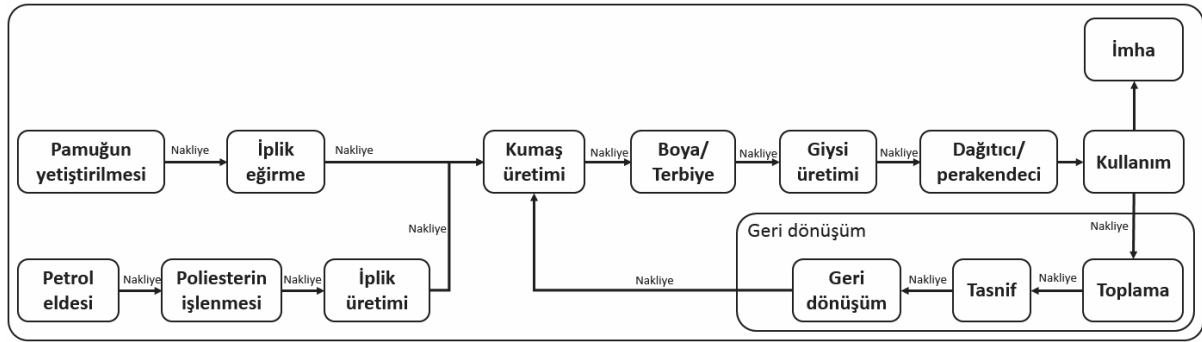 İmha
Pamuğun
yetiştirilmesi
Nakliye
İplik
eğirme
Nakliye
Kumaş
üretimi
Nakliye
Boya/
Terbiye
Nakliye
Giysi
üretimi
Nakliye
Dağıtıcı/
perakendeci
Kullanım
Nakliye
Nakliye
Geri dönüşüm
Petrol
eldesi
Nakliye
Poliesterin
işlenmesi
Nakliye
İplik
üretimi
Nakliye
Geri
dönüşüm
Nakliye
Tasnif
Nakliye
Toplama